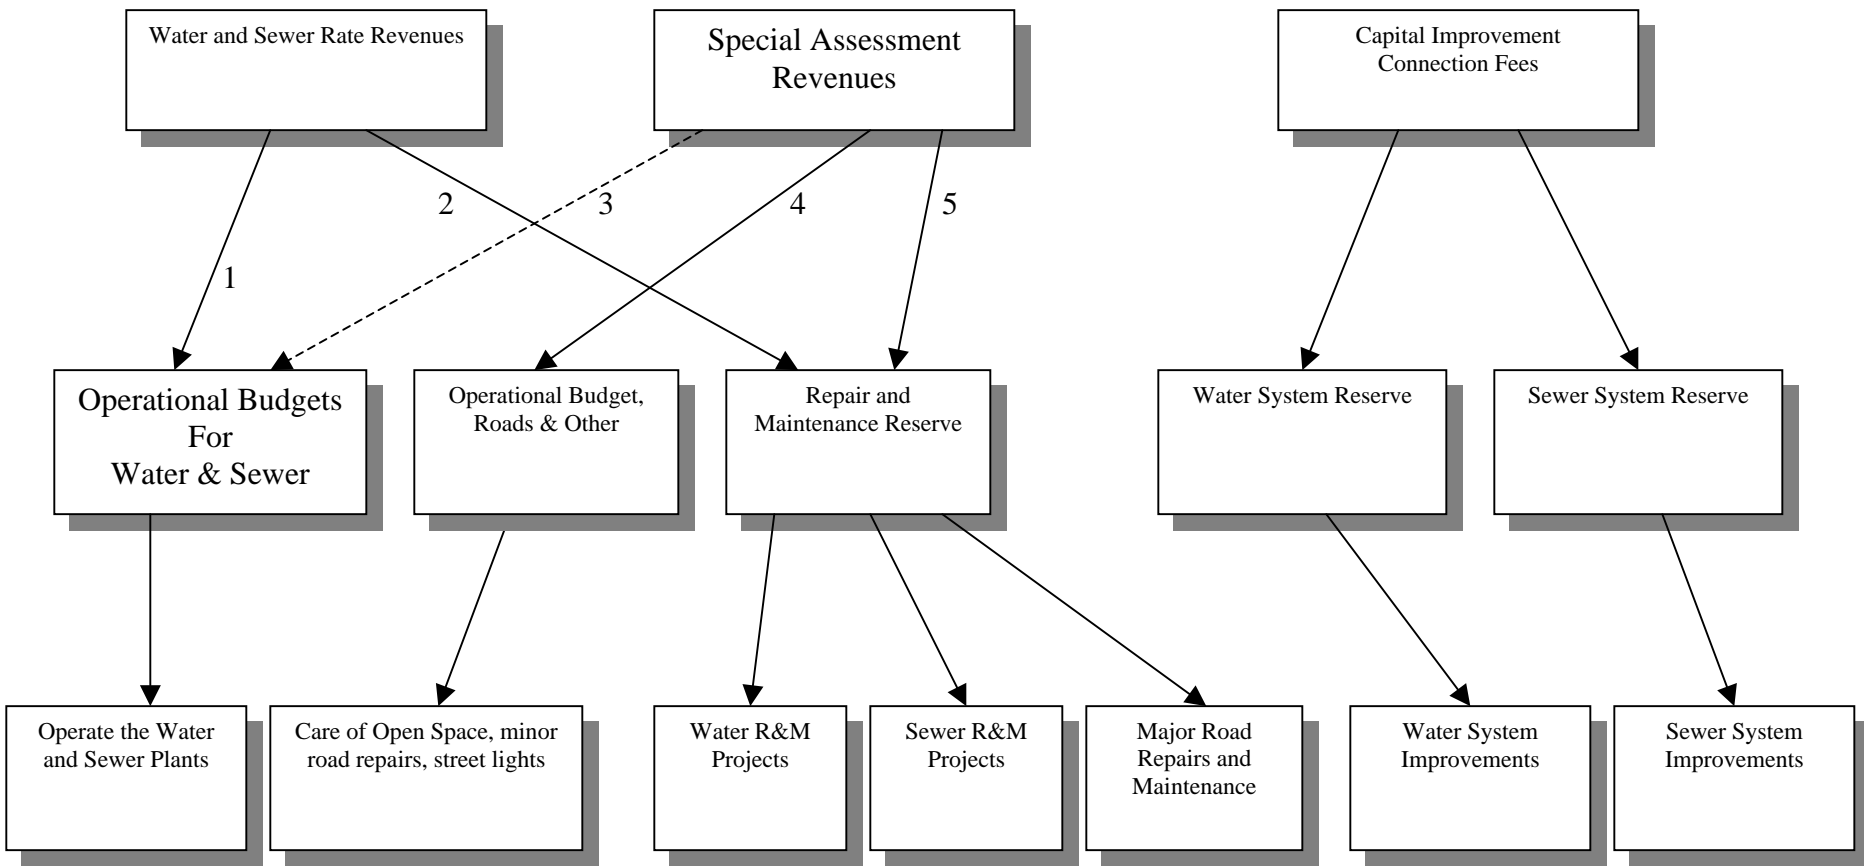 Water and Sewer Rate Revenues
Special Assessment
Revenues
Capital Improvement
Connection Fees
1
2
3
4
5
Operational Budgets
For
Water & Sewer
Operational Budget,
Roads & Other
Repair and
Maintenance Reserve
Water System Reserve
Sewer System Reserve
Operate the Water
and Sewer Plants
Care of Open Space, minor
road repairs, street lights
Water R&M
Projects
Sewer R&M
Projects
Major Road
Repairs and
Maintenance
Water System
Improvements
Sewer System
Improvements